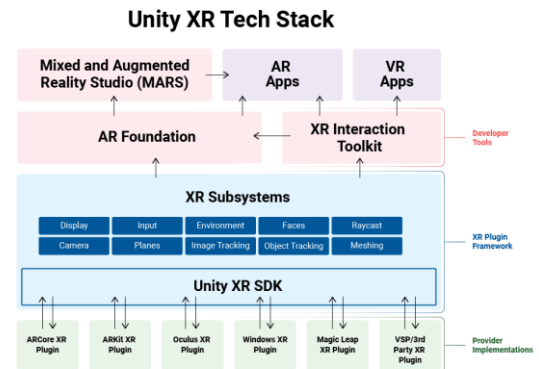 Unity XR Tech Stack
Mixed and Augmented
Reality Studio (MARS)
AR
Apps
VR
Apps
AR Foundation
XR Interaction
Toolkit
Developer
Tools
XR Subsystems
Display
Input
Environment
Faces
Raycast
Camera
Planes
Image Tracking
Object Tracking
Meshing
XR Plugin
Framework
Unity XR SDK
ARCore XR
Plugin
ARKit XR
Plugin
Oculus XR
Plugin
Windows XR
Plugin
Magic Leap
XR Plugin
VSP/3rd
Party XR
Plugin
Provider
Implementations